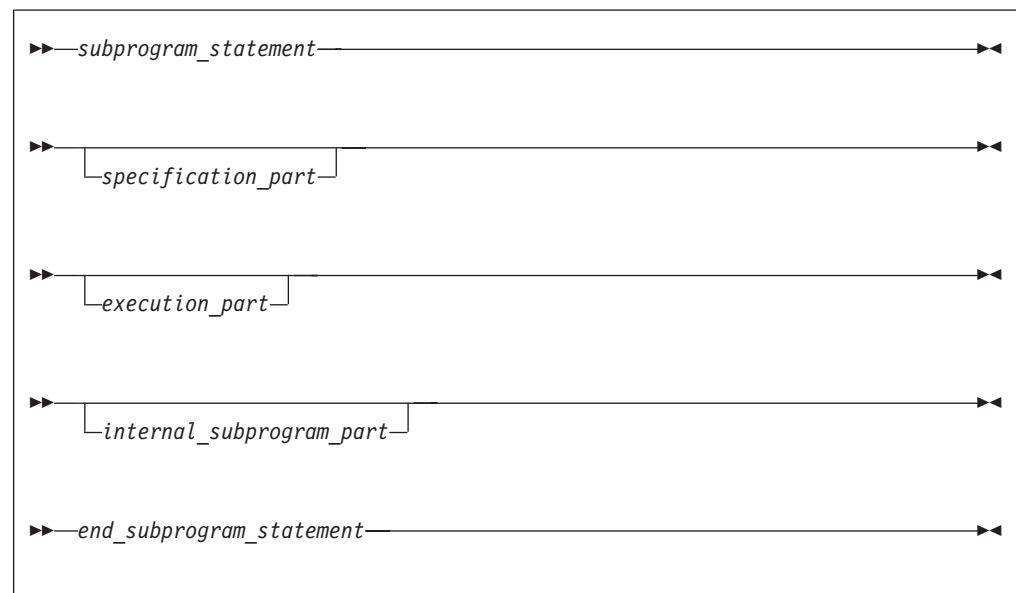 subprogram_statement
specification_part
execution_part
internal_subprogram_part
end_subprogram_statement